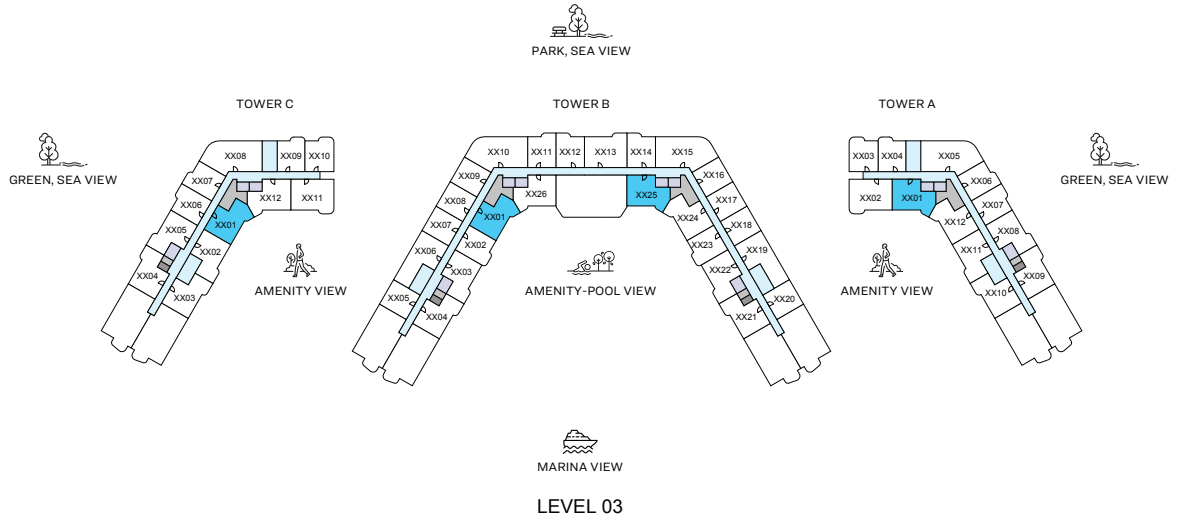 PARK, SEA VIEW
TOWER C
TOWER B
TOWER A
GREEN, SEA VIEW
GREEN, SEA VIEW
XX08
XX09
XX10
XX07
XX06
XX05
XX04
XX01
XX12
XX11
XX02
XX03
AMENITY VIEW
XX10
XX11
XX12
XX13
XX14
XX15
XX09
XX08
XX07
XX06
XX05
XX26
XX01
XX02
XX03
XX04
XX25
XX24
XX23
XX22
XX21
XX16
XX17
XX18
XX19
XX20
AMENITY-POOL VIEW
XX03
XX04
XX05
XX02
XX01
XX06
XX07
XX08
XX09
XX12
XX11
XX10
AMENITY VIEW
MARINA VIEW
LEVEL 03